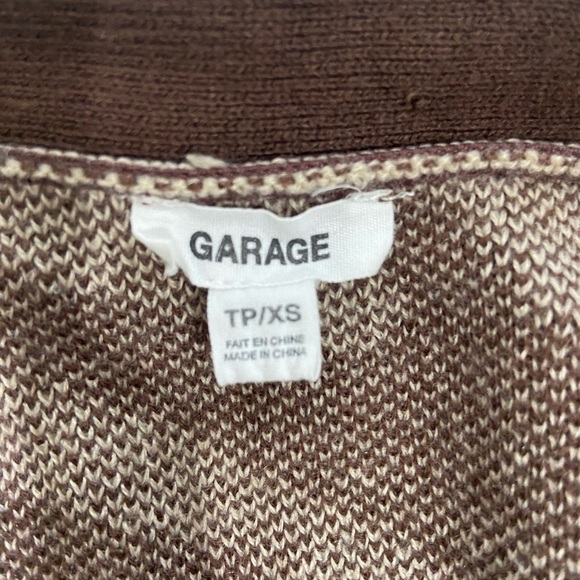 GARAGE
TP/XS
FAIT EN CHINE
MADE IN CHINA